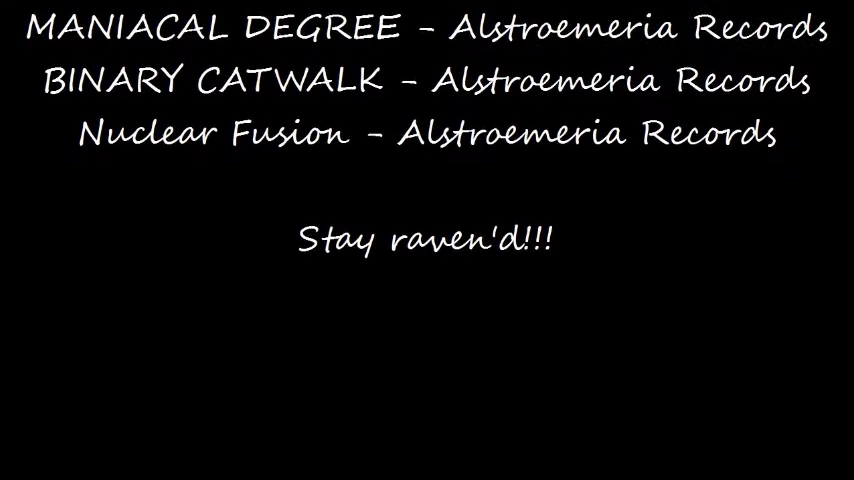 MANIACAL DEGREE - Alstroemeria Records
BINARY CATWALK - Alstroemeria Records
Nuclear Fusion - Alstroemeria Records
Stay raven'd!!!